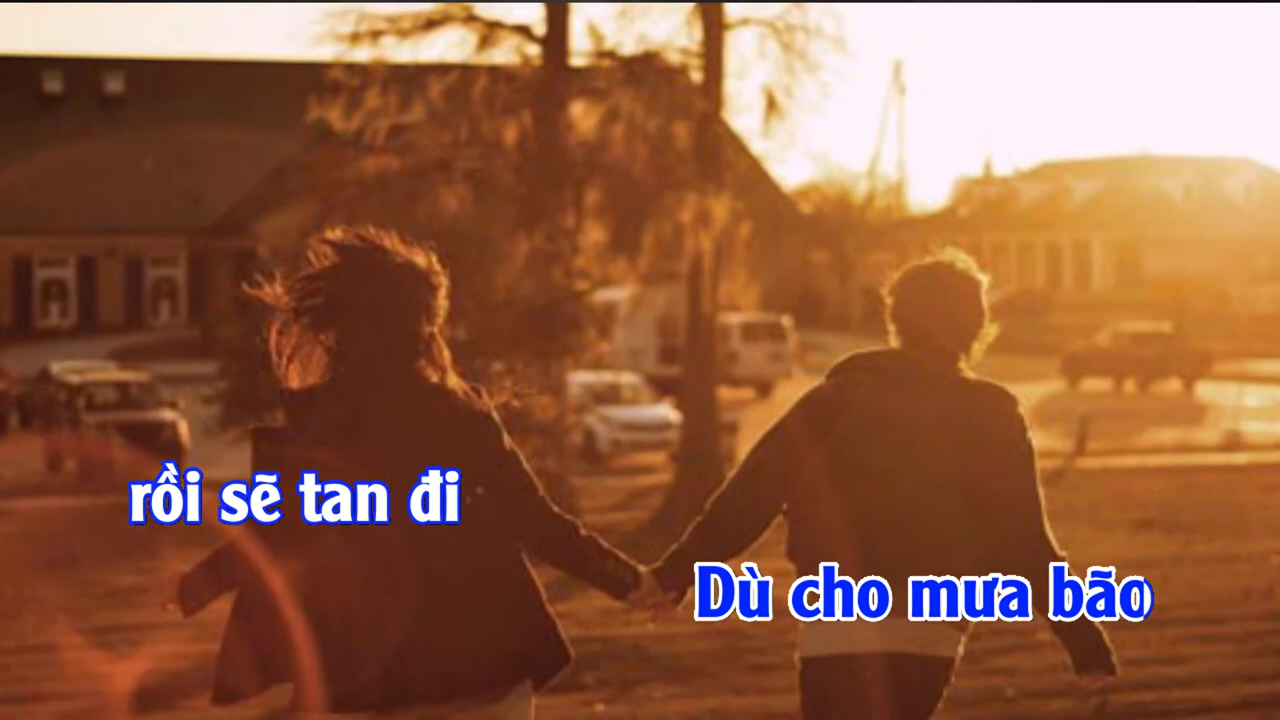 rồi sẽ tan đi
Dù cho mưa bão